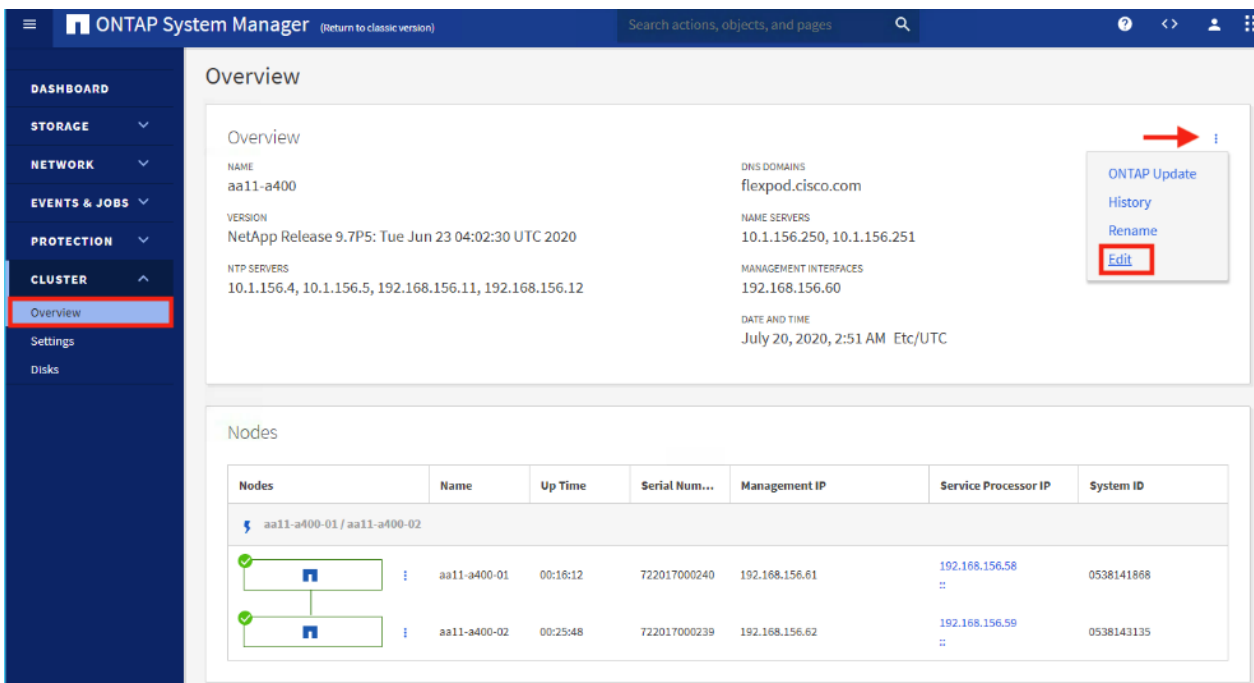 ONTAP System Manager (Return to classic version)
Search actions, objects, and pages
DASHBOARD
STORAGE
NETWORK
EVENTS & JOBS
PROTECTION
CLUSTER
Overview
Settings
Disks
Overview
Overview
NAME
aa11-a400
VERSION
NetApp Release 9.7P5: Tue Jun 23 04:02:30 UTC 2020
NTP SERVERS
10.1.156.4, 10.1.156.5, 192.168.156.11, 192.168.156.12
DNS DOMAINS
flexpod.cisco.com
NAME SERVERS
10.1.156.250, 10.1.156.251
MANAGEMENT INTERFACES
192.168.156.60
DATE AND TIME
July 20, 2020, 2:51 AM Etc/UTC
ONTAP Update
History
Rename
Edit
Nodes
Nodes Name Up Time Serial Num... Management IP Service Processor IP System ID
aa11-a400-01 / aa11-a400-02
aa11-a400-01 00:16:12 722017000240 192.168.156.61 192.168.156.58 0538141868
::
aa11-a400-02 00:25:48 722017000239 192.168.156.62 192.168.156.59 0538143135
::